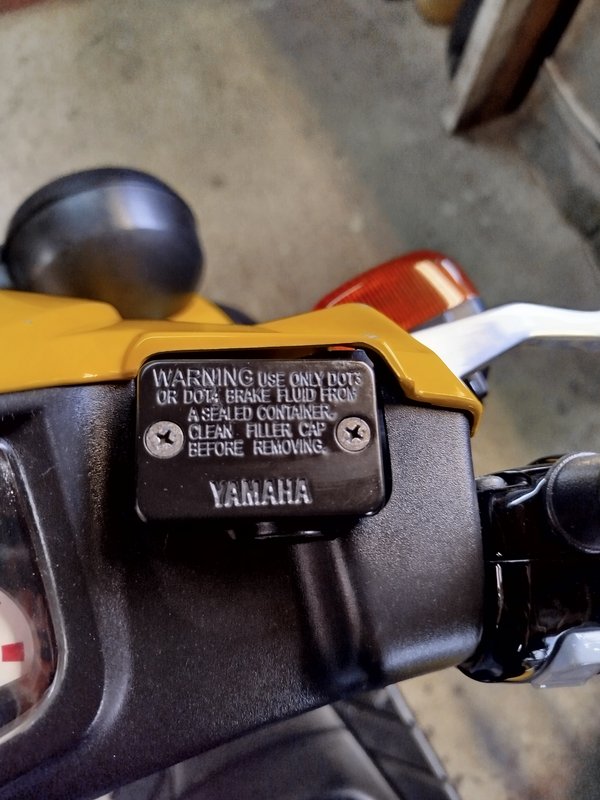 WARNING USE ONLY DOT3
OR DOT4 BRAKE FLUID FROM
A SEALED CONTAINER.
CLEAN FILLER CAP
BEFORE REMOVING.
YAMAHA